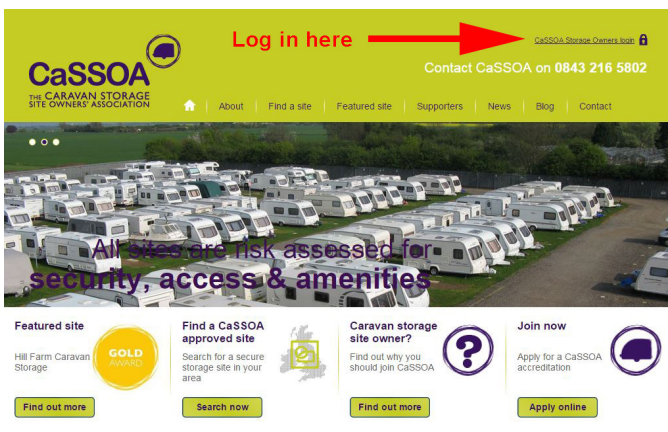 Log in here
CaSSOA Storage Owners login
CaSSOA
THE CARAVAN STORAGE
SITE OWNERS' ASSOCIATION
Contact CaSSOA on 0843 216 5802
About
Find a site
Featured site
Supporters
News
Blog
Contact
All sites are risk assessed for
security, access & amenities
Featured site
Hill Farm Caravan
Storage
GOLD
AWARD
Find out more
Find a CaSSOA
approved site
Search for a secure
storage site in your
area
Search now
Caravan storage
site owner?
Find out why you
should join CaSSOA
?
Find out more
Join now
Apply for a CaSSOA
accreditation
Apply online